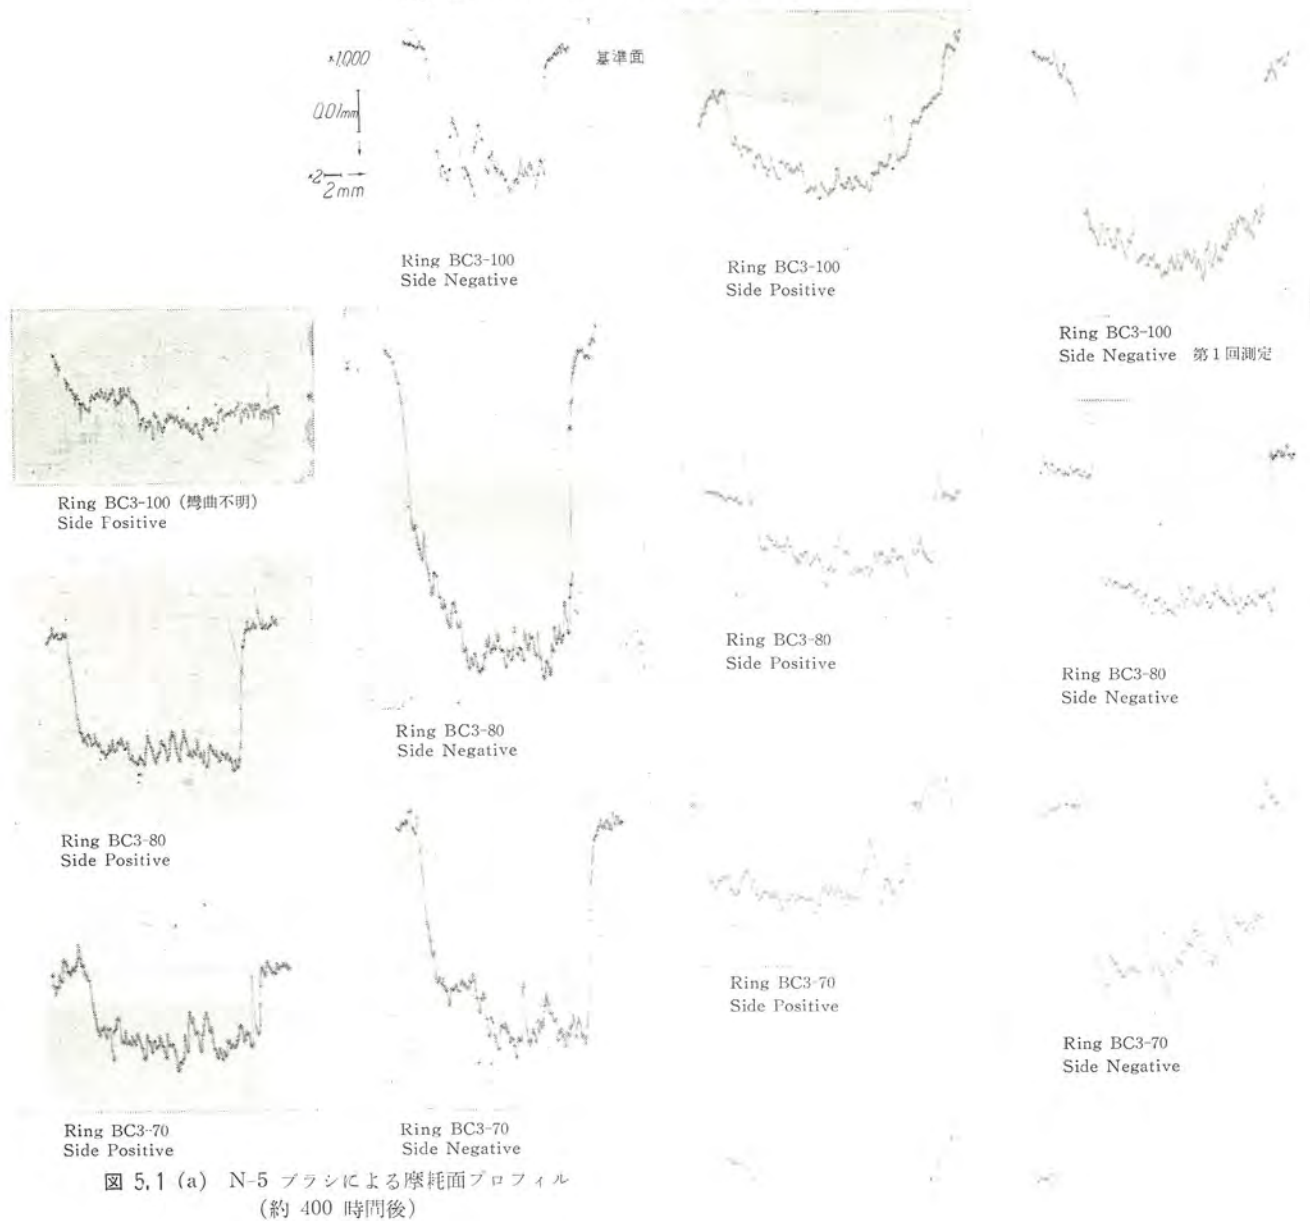 ×1,000
基準面
0.01mm
×2
2mm
Ring BC3-100
Side Negative
Ring BC3-100
Side Positive
Ring BC3-100
Side Negative 第1回測定
Ring BC3-100 (彎曲不明)
Side Positive
Ring BC3-80
Side Negative
Ring BC3-80
Side Positive
Ring BC3-80
Side Negative
Ring BC3-80
Side Positive
Ring BC3-70
Side Positive
Ring BC3-70
Side Negative
Ring BC3-70
Side Positive
Ring BC3-70
Side Negative
図 5.1 (a) N-5 ブラシによる摩耗面プロフィル
(約 400 時間後)